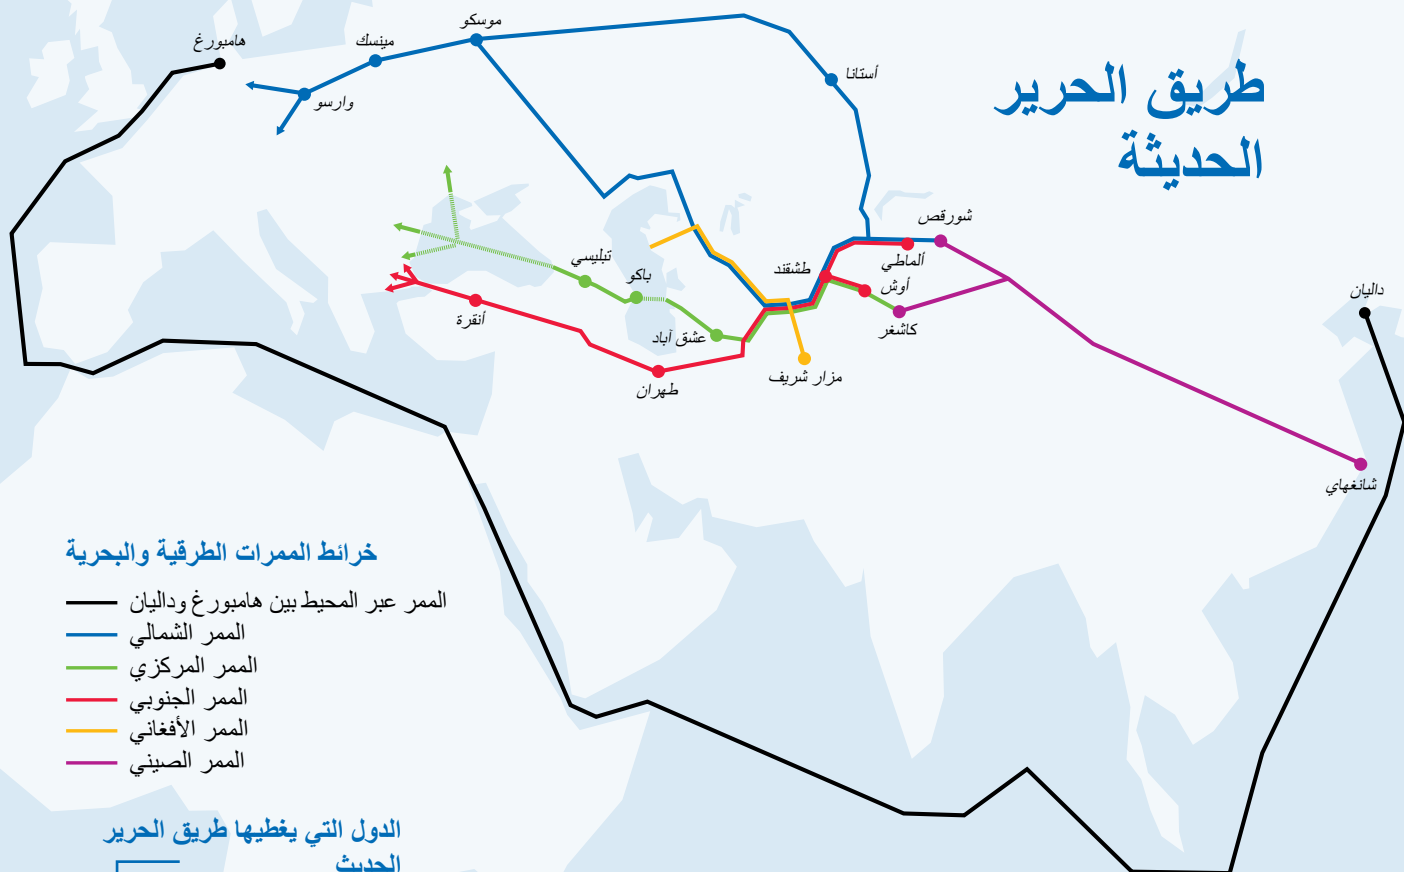 طريق الحرير
الحديثة
موسكو
مينسك
هامبورغ
وارسو
أستانا
شورقص
ألماطي
طشقند
أوش
كاشغر
تبليسي
باكو
عشق آباد
أنقرة
طهران
مزار شريف
داليان
شانغهاي
خرائط الممرات الطرقية والبحرية
الممر عبر المحيط بين هامبورغ وداليان
الممر الشمالي
الممر المركزي
الممر الجنوبي
الممر الأفغاني
الممر الصيني
الدول التي يغطيها طريق الحرير
الحديث